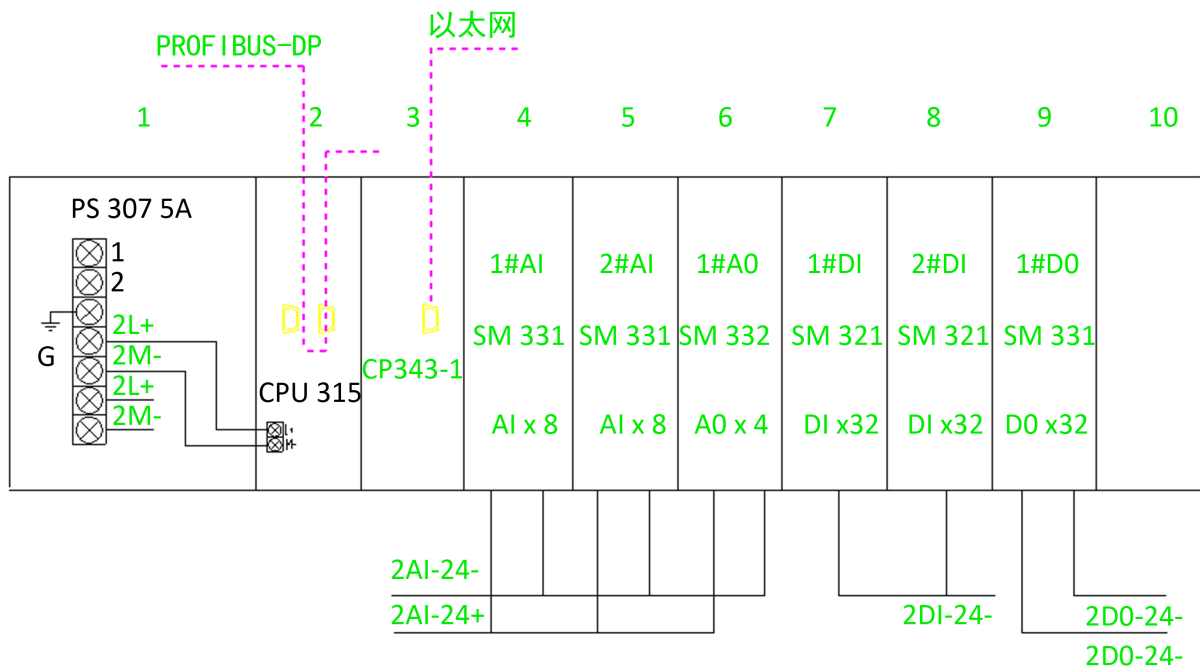 以太网
PROFIBUS-DP
1 2 3 4 5 6 7 8 9 10
PS 307 5A
1
2
2L+
2M-
2L+
2M-
G
CPU 315
CP343-1
1#AI 2#AI 1#A0 1#DI 2#DI 1#D0
SM 331 SM 331 SM 332 SM 321 SM 321 SM 331
AI x 8 AI x 8 A0 x 4 DI x32 DI x32 D0 x32
2AI-24-
2AI-24+
2DI-24-
2D0-24-
2D0-24-